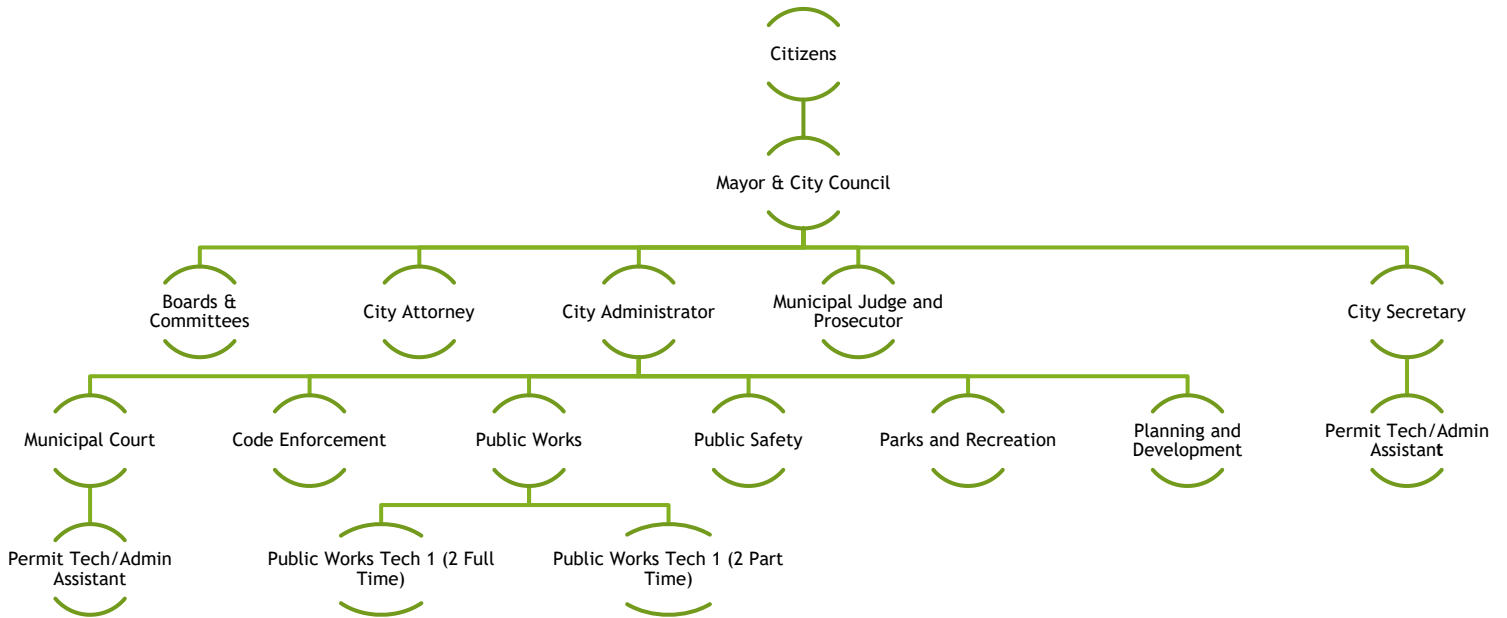 Citizens
Mayor & City Council
Boards &
Committees
City Attorney
City Administrator
Municipal Judge and
Prosecutor
City Secretary
Municipal Court
Code Enforcement
Public Works
Public Safety
Parks and Recreation
Planning and
Development
Permit Tech/Admin
Assistant
Permit Tech/Admin
Assistant
Public Works Tech 1 (2 Full
Time)
Public Works Tech 1 (2 Part
Time)